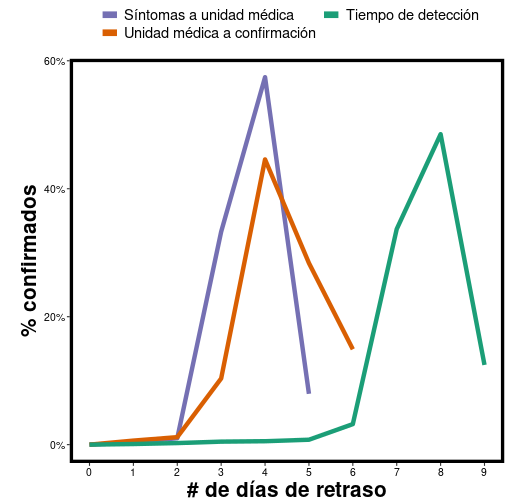 Síntomas a unidad médica
Tiempo de detección
Unidad médica a confirmación
60%
40%
20%
0%
% confirmados
0 1 2 3 4 5 6 7 8 9
# de días de retraso